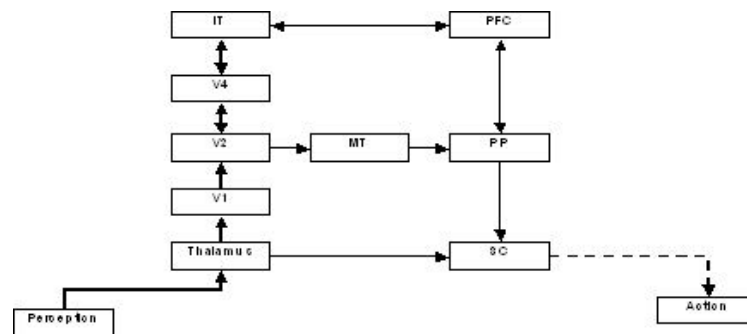 IT
PFC
V4
V2
MT
PP
V1
Thalamus
SC
Perception
Action